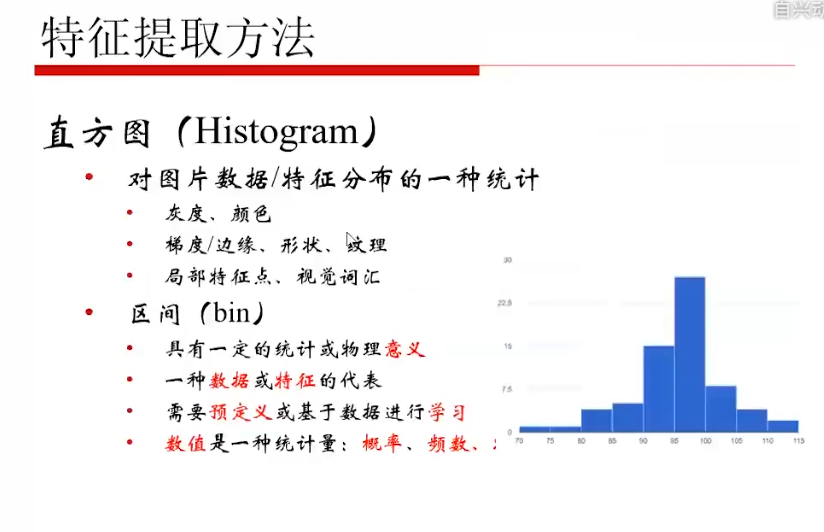 自兴动
特征提取方法
直方图（Histogram）
• 对图片数据/特征分布的一种统计
• 灰度、颜色
• 梯度/边缘、形状、纹理
• 局部特征点、视觉词汇
• 区间（bin）
• 具有一定的统计或物理意义
• 一种数据或特征的代表
• 需要预定义或基于数据进行学习
• 数值是一种统计量：概率、频数、
30
22.5
15
7.5
0
70 75 80 85 90 95 100 105 110 115